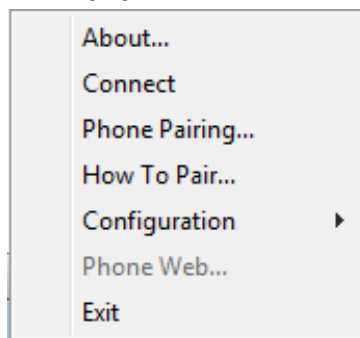 About...
Connect
Phone Pairing...
How To Pair...
Configuration
Phone Web...
Exit